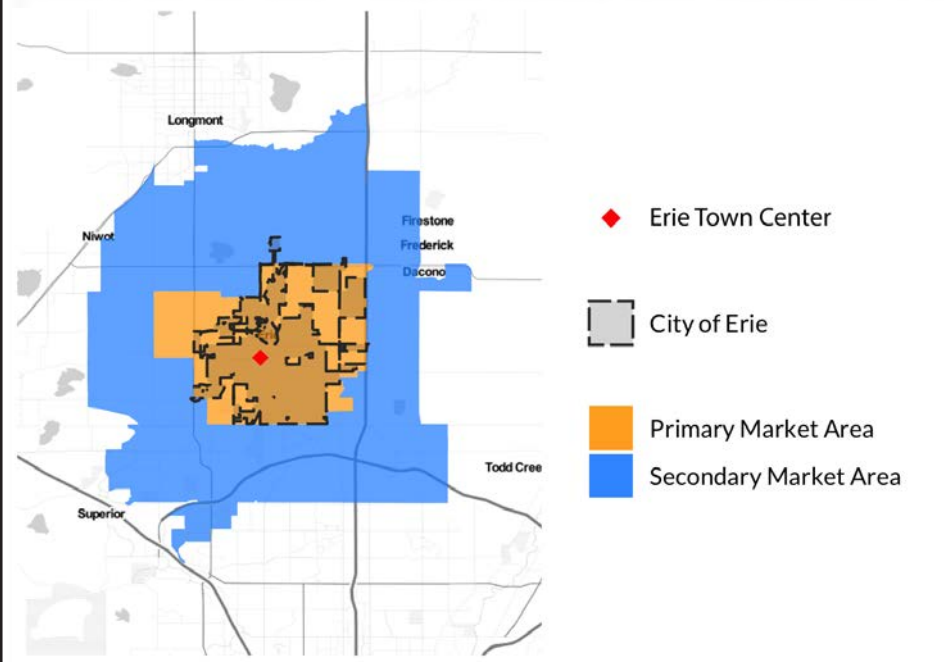 Longmont
Niwot
Firestone
Frederick
Dacono
Todd Cree
Superior
Erie Town Center
City of Erie
Primary Market Area
Secondary Market Area